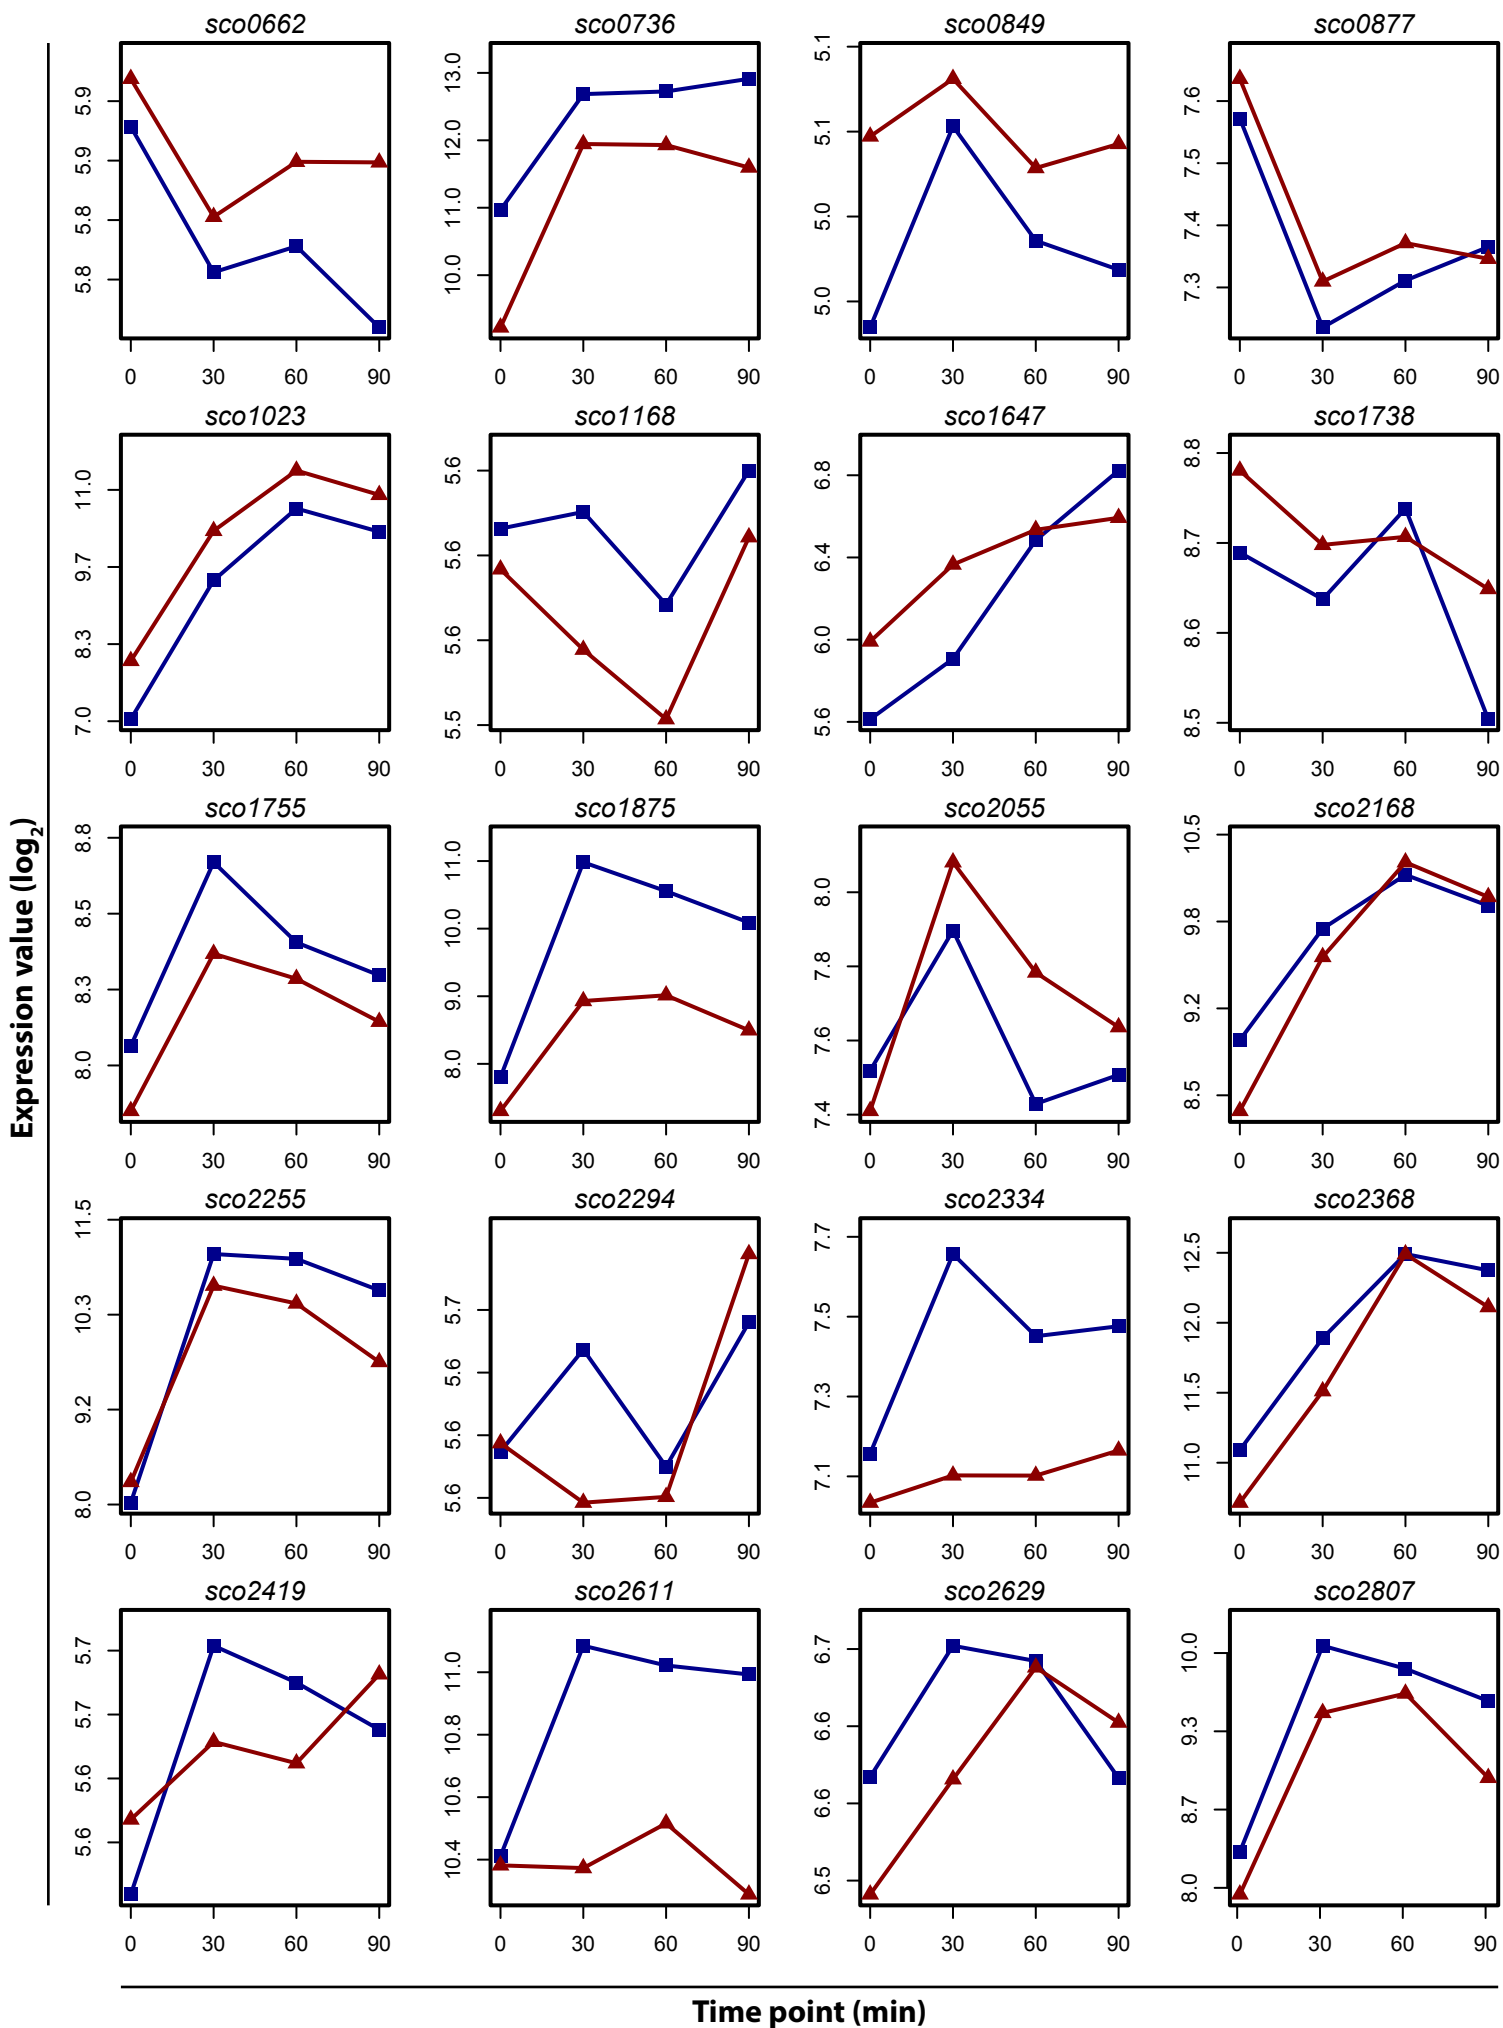 sco0662 sco0736 sco0849 sco0877
5.9 5.9 5.8 5.8
13.0 12.0 11.0 10.0
5.1 5.1 5.0 5.0
7.6 7.5 7.4 7.3
0 30 60 90 0 30 60 90 0 30 60 90 0 30 60 90
sco1023 sco1168 sco1647 sco1738
11.0 9.7 8.3 7.0
5.6 5.6 5.6 5.5
6.8 6.4 6.0 5.6
8.8 8.7 8.6 8.5
0 30 60 90 0 30 60 90 0 30 60 90 0 30 60 90
sco1755 sco1875 sco2055 sco2168
8.8 8.5 8.3 8.0
11.0 10.0 9.0 8.0
8.0 7.8 7.6 7.4
10.5 9.8 9.2 8.5
0 30 60 90 0 30 60 90 0 30 60 90 0 30 60 90
Expression value (log2)
sco2255 sco2294 sco2334 sco2368
11.5 10.3 9.2 8.0
5.7 5.6 5.6 5.6
7.7 7.5 7.3 7.1
12.5 12.0 11.5 11.0
0 30 60 90 0 30 60 90 0 30 60 90 0 30 60 90
sco2419 sco2611 sco2629 sco2807
5.7 5.7 5.6 5.6
11.0 10.8 10.6 10.4
6.7 6.6 6.6 6.5
10.0 9.3 8.7 8.0
0 30 60 90 0 30 60 90 0 30 60 90 0 30 60 90
Time point (min)